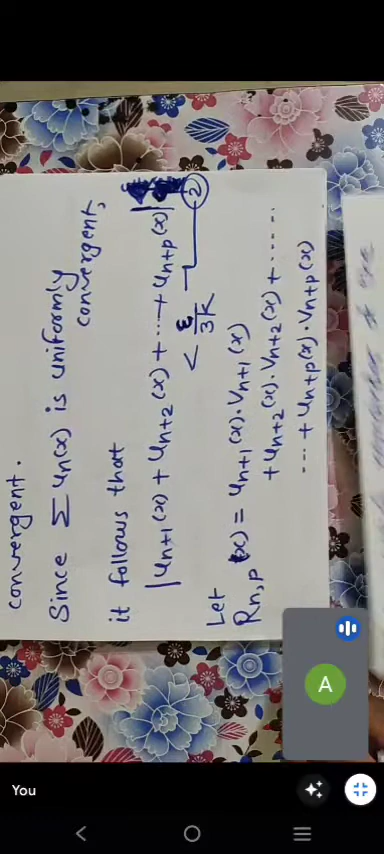 convergent.
Since Σ un(x) is uniformly
convergent,
it follows that
|un+1(x) + un+2(x) + ... + un+p(x)|
< ε/3K ②
Let
Rn,p(x) = un+1(x)·vn+1(x)
+ un+2(x)·vn+2(x) + .....
... + un+p(x)·vn+p(x)
A
You